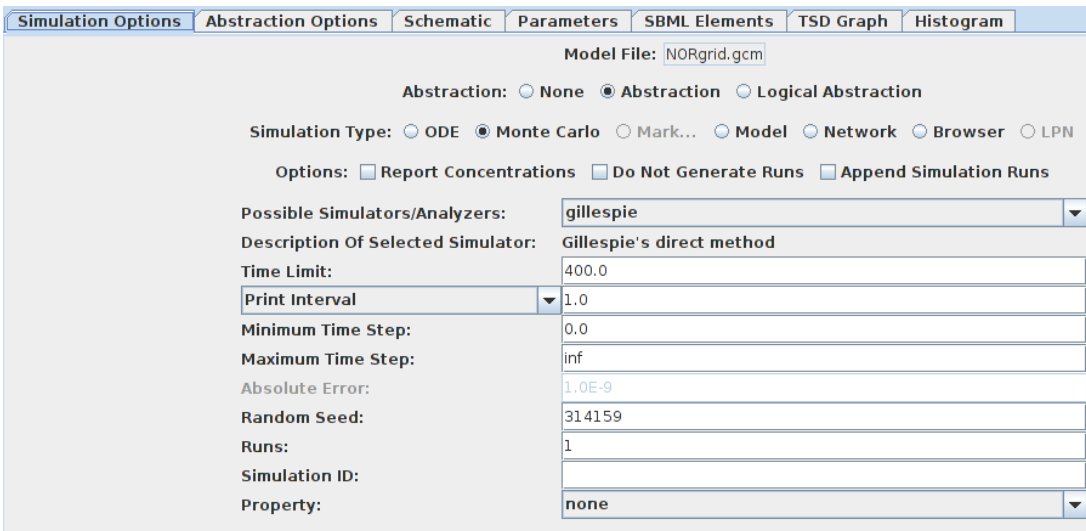 Simulation Options Abstraction Options Schematic Parameters SBML Elements TSD Graph Histogram
Model File: NORgrid.gcm
Abstraction: None Abstraction Logical Abstraction
Simulation Type: ODE Monte Carlo Mark... Model Network Browser LPN
Options: Report Concentrations Do Not Generate Runs Append Simulation Runs
Possible Simulators/Analyzers: gillespie
Description Of Selected Simulator: Gillespie's direct method
Time Limit: 400.0
Print Interval 1.0
Minimum Time Step: 0.0
Maximum Time Step: inf
Absolute Error: 1.0E-9
Random Seed: 314159
Runs: 1
Simulation ID:
Property: none